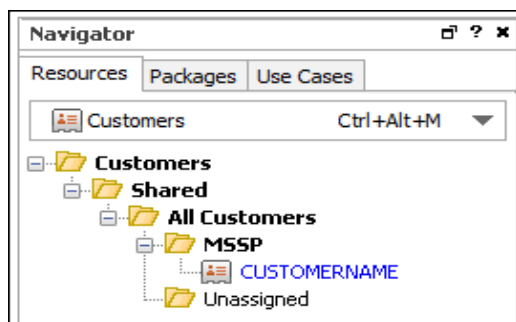 Navigator ?
Resources Packages Use Cases
Customers Ctrl+Alt+M
Customers
Shared
All Customers
MSSP
CUSTOMERNAME
Unassigned